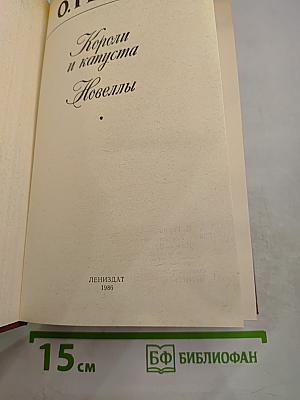 О. Г
Короли
и капуста
Новеллы
ЛЕНИЗДАТ
1986
15 см
БФ БИБЛИОФАН